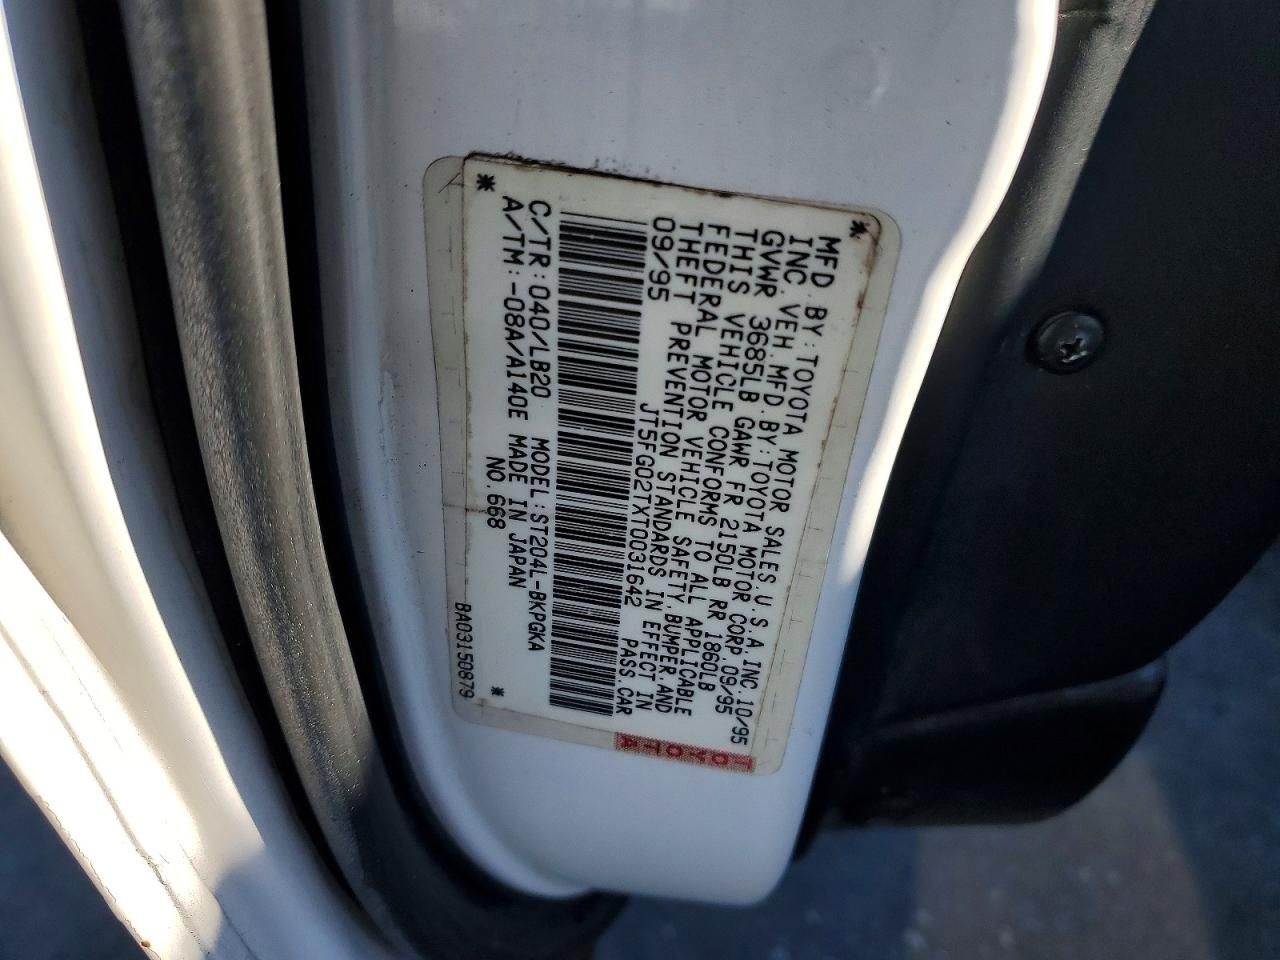 MFD.BY:TOYOTA MOTOR SALES.U.S.A.INC.10/95
INC.VEH.MFD.BY:TOYOTA MOTOR CORP.09/95
GVWR 3685LB GAWR FR 2150LB RR 1860LB
THIS VEHICLE CONFORMS TO ALL APPLICABLE
FEDERAL MOTOR VEHICLE SAFETY.BUMPER.AND
THEFT PREVENTION STANDARDS IN EFFECT IN
09/95 JT5FG02TXT0031642 PASS.CAR
C/TR:040/LB20 MODEL:ST204L-BKPGKA
A/TM:-08A/A140E MADE IN JAPAN
NO.668
BA03150879
TOYOTA